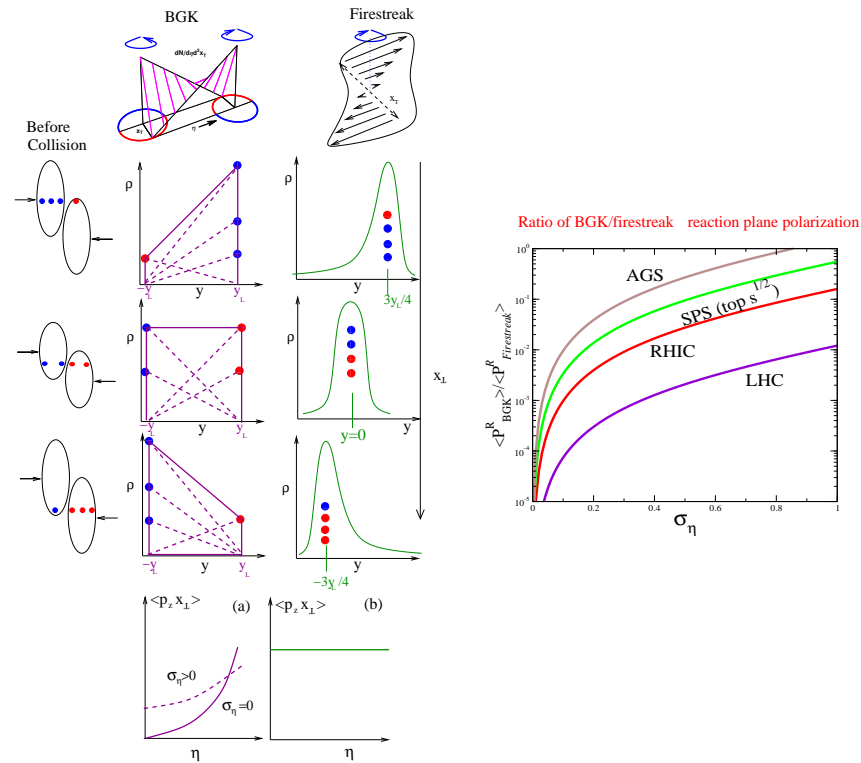 BGK
Firestreak
dN/dηd²x_T
x_T
η
x_T
Before
Collision
ρ
−y_L
y
y_L
ρ
y
3y_L/4
−y_L
y
y_L
ρ
y
y=0
x_⊥
ρ
−y_L
y
y_L
ρ
y
−3y_L/4
<p_z x_⊥>
(a)
σ_η>0
σ_η=0
η
<p_z x_⊥>
(b)
η
Ratio of BGK/firestreak reaction plane polarization
<P^R_BGK>/<P^R_Firestreak>
10^0
10^-1
10^-2
10^-3
10^-4
10^-5
AGS
SPS (top s^1/2)
RHIC
LHC
0
0.2
0.4
0.6
0.8
1
σ_η